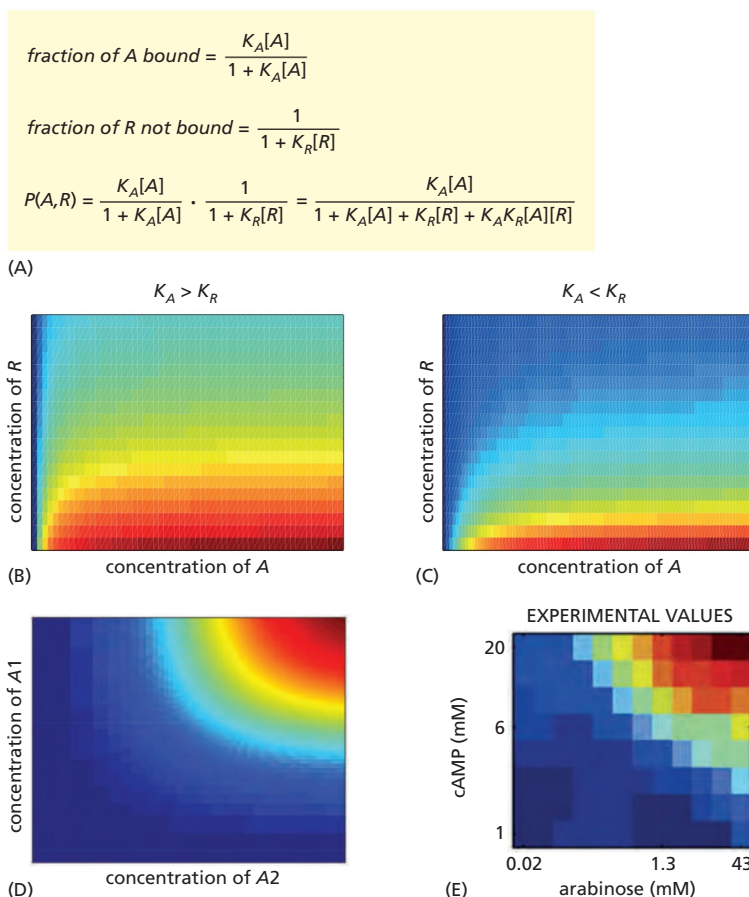 fraction of A bound = K_A[A] / 1 + K_A[A]
fraction of R not bound = 1 / 1 + K_R[R]
P(A,R) = K_A[A] / 1 + K_A[A] · 1 / 1 + K_R[R] = K_A[A] / 1 + K_A[A] + K_R[R] + K_AK_R[A][R]
(A)
K_A > K_R
concentration of R
concentration of A
(B)
K_A < K_R
concentration of R
concentration of A
(C)
concentration of A1
concentration of A2
(D)
EXPERIMENTAL VALUES
20
6
1
cAMP (mM)
0.02 1.3 43
arabinose (mM)
(E)